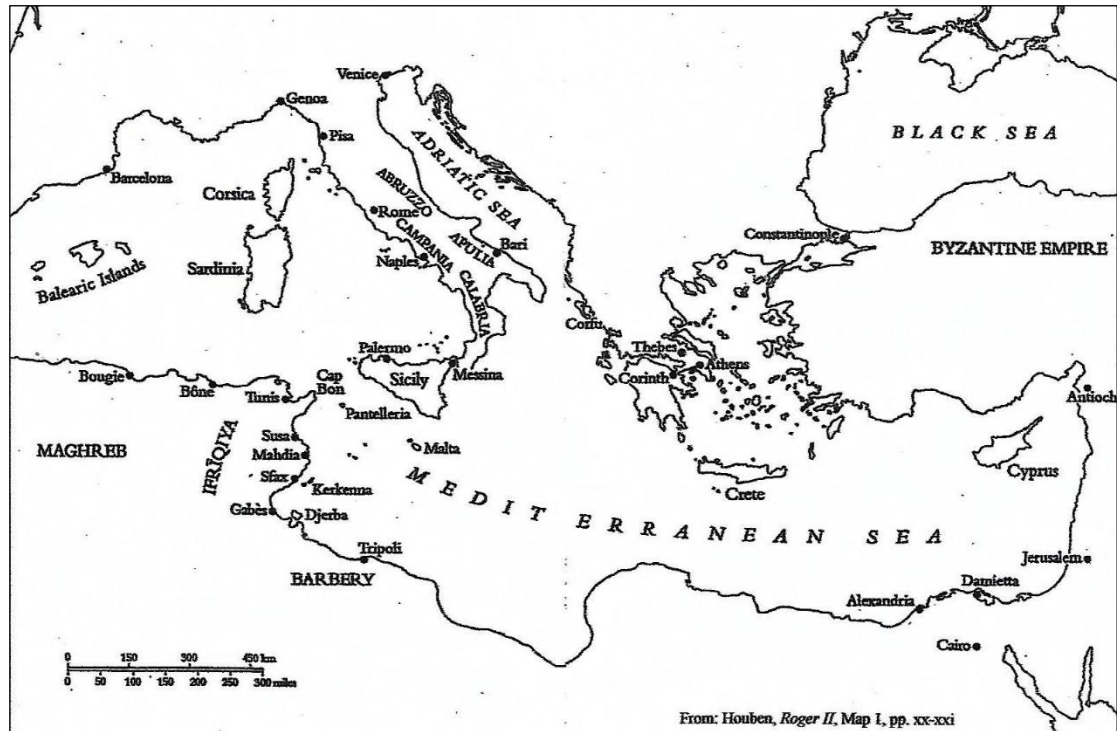 Venice
Genoa
Pisa
BLACK SEA
ADRIATIC SEA
Barcelona
Corsica
ABRUZZO
Rome
CAMPANIA
APULIA
Bari
Constantinople
BYZANTINE EMPIRE
Naples
Sardinia
Balearic Islands
CALABRIA
Corfu
Palermo
Thebes
Athens
Bougie
Bône
Cap
Bon
Tunis
Sicily
Messina
Corinth
Antioch
Pantelleria
Susa
MAGHREB
IFRĪQIYA
Mahdia
Malta
Cyprus
Sfax
Kerkenna
MEDITERRANEAN SEA
Crete
Gabès
Djerba
Tripoli
BARBERY
Jerusalem
Damietta
Alexandria
Cairo
0 150 300 450 km
0 50 100 150 200 250 300 miles
From: Houben, Roger II, Map I, pp. xx-xxi